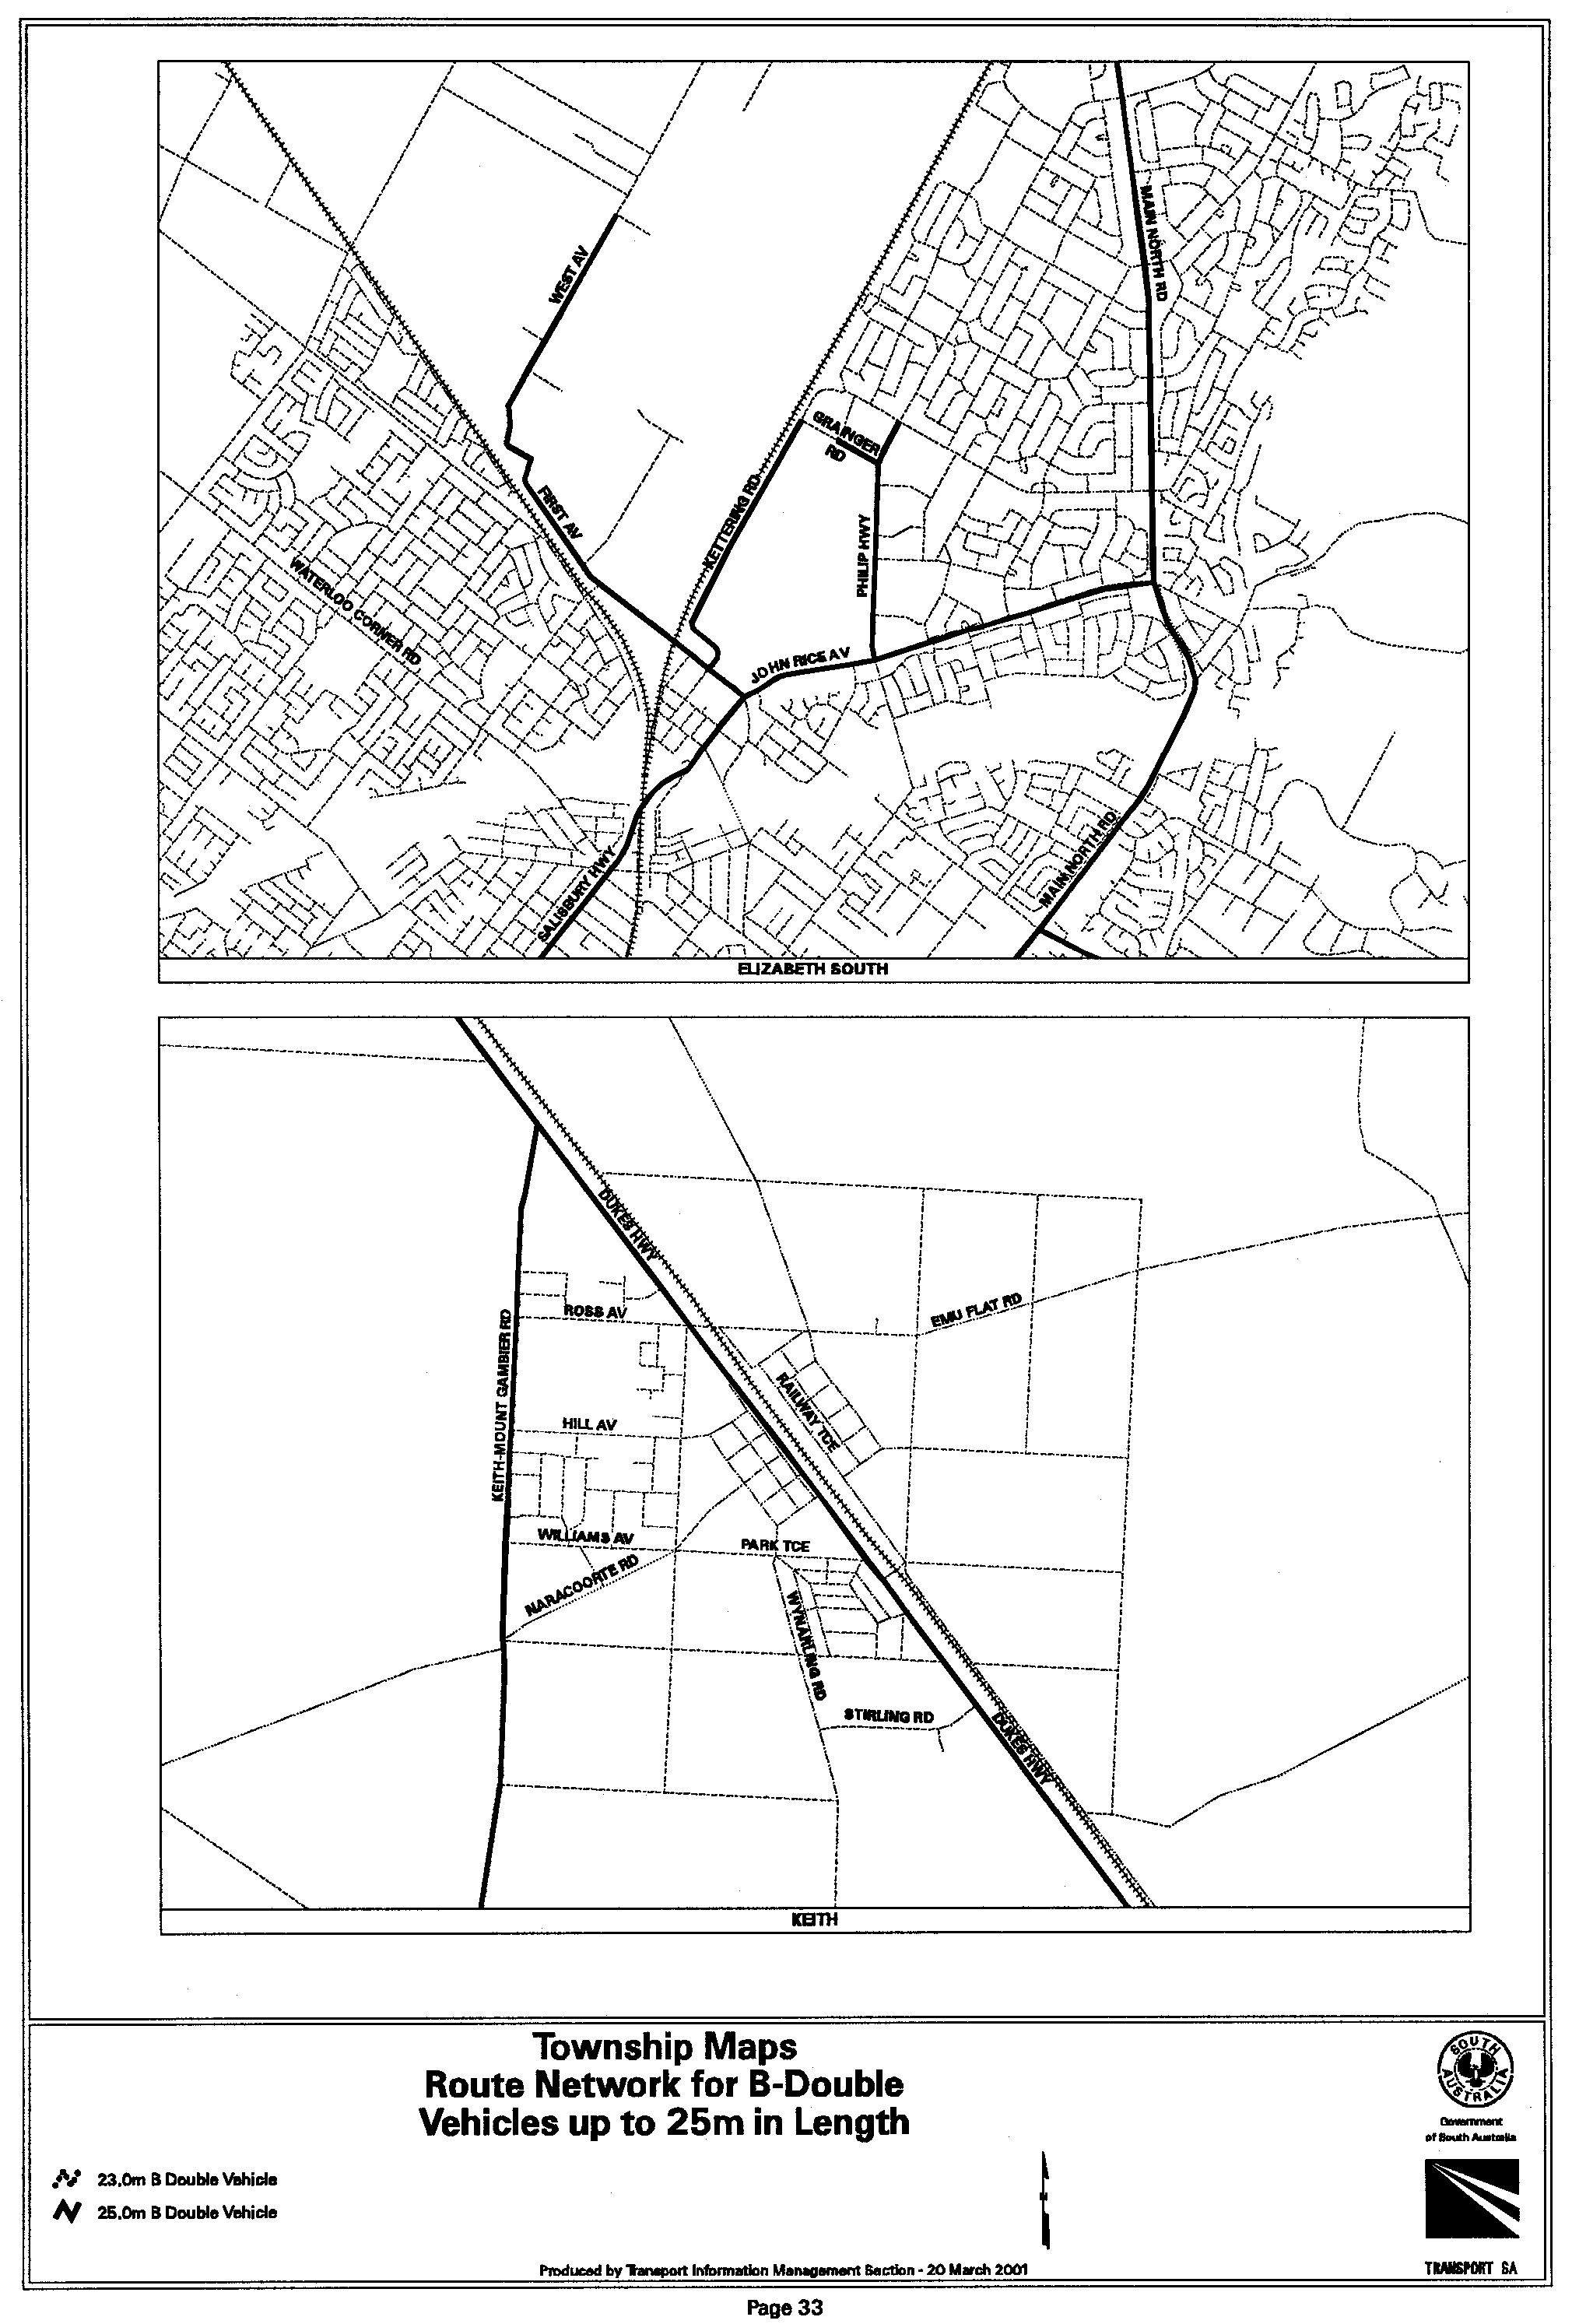 MAIN NORTH RD
WEST AV
GRAINGER
RD
FIRST AV
KETTERING RD
PHILIP HWY
WATERLOO CORNER RD
JOHN RICE AV
MAIN NORTH RD
SALISBURY HWY
ELIZABETH SOUTH
DUKES HWY
ROSS AV
EMU FLAT RD
KEITH-MOUNT GAMBIER RD
RAILWAY TCE
HILL AV
WILLIAMS AV
PARK TCE
NARACOORTE RD
WYNARLING RD
STIRLING RD
DUKES HWY
KEITH
Township Maps
Route Network for B-Double
Vehicles up to 25m in Length
SOUTH
AUSTRALIA
Government
of South Australia
23.0m B Double Vehicle
25.0m B Double Vehicle
N
TRANSPORT SA
Produced by Transport Information Management Section - 20 March 2001
Page 33